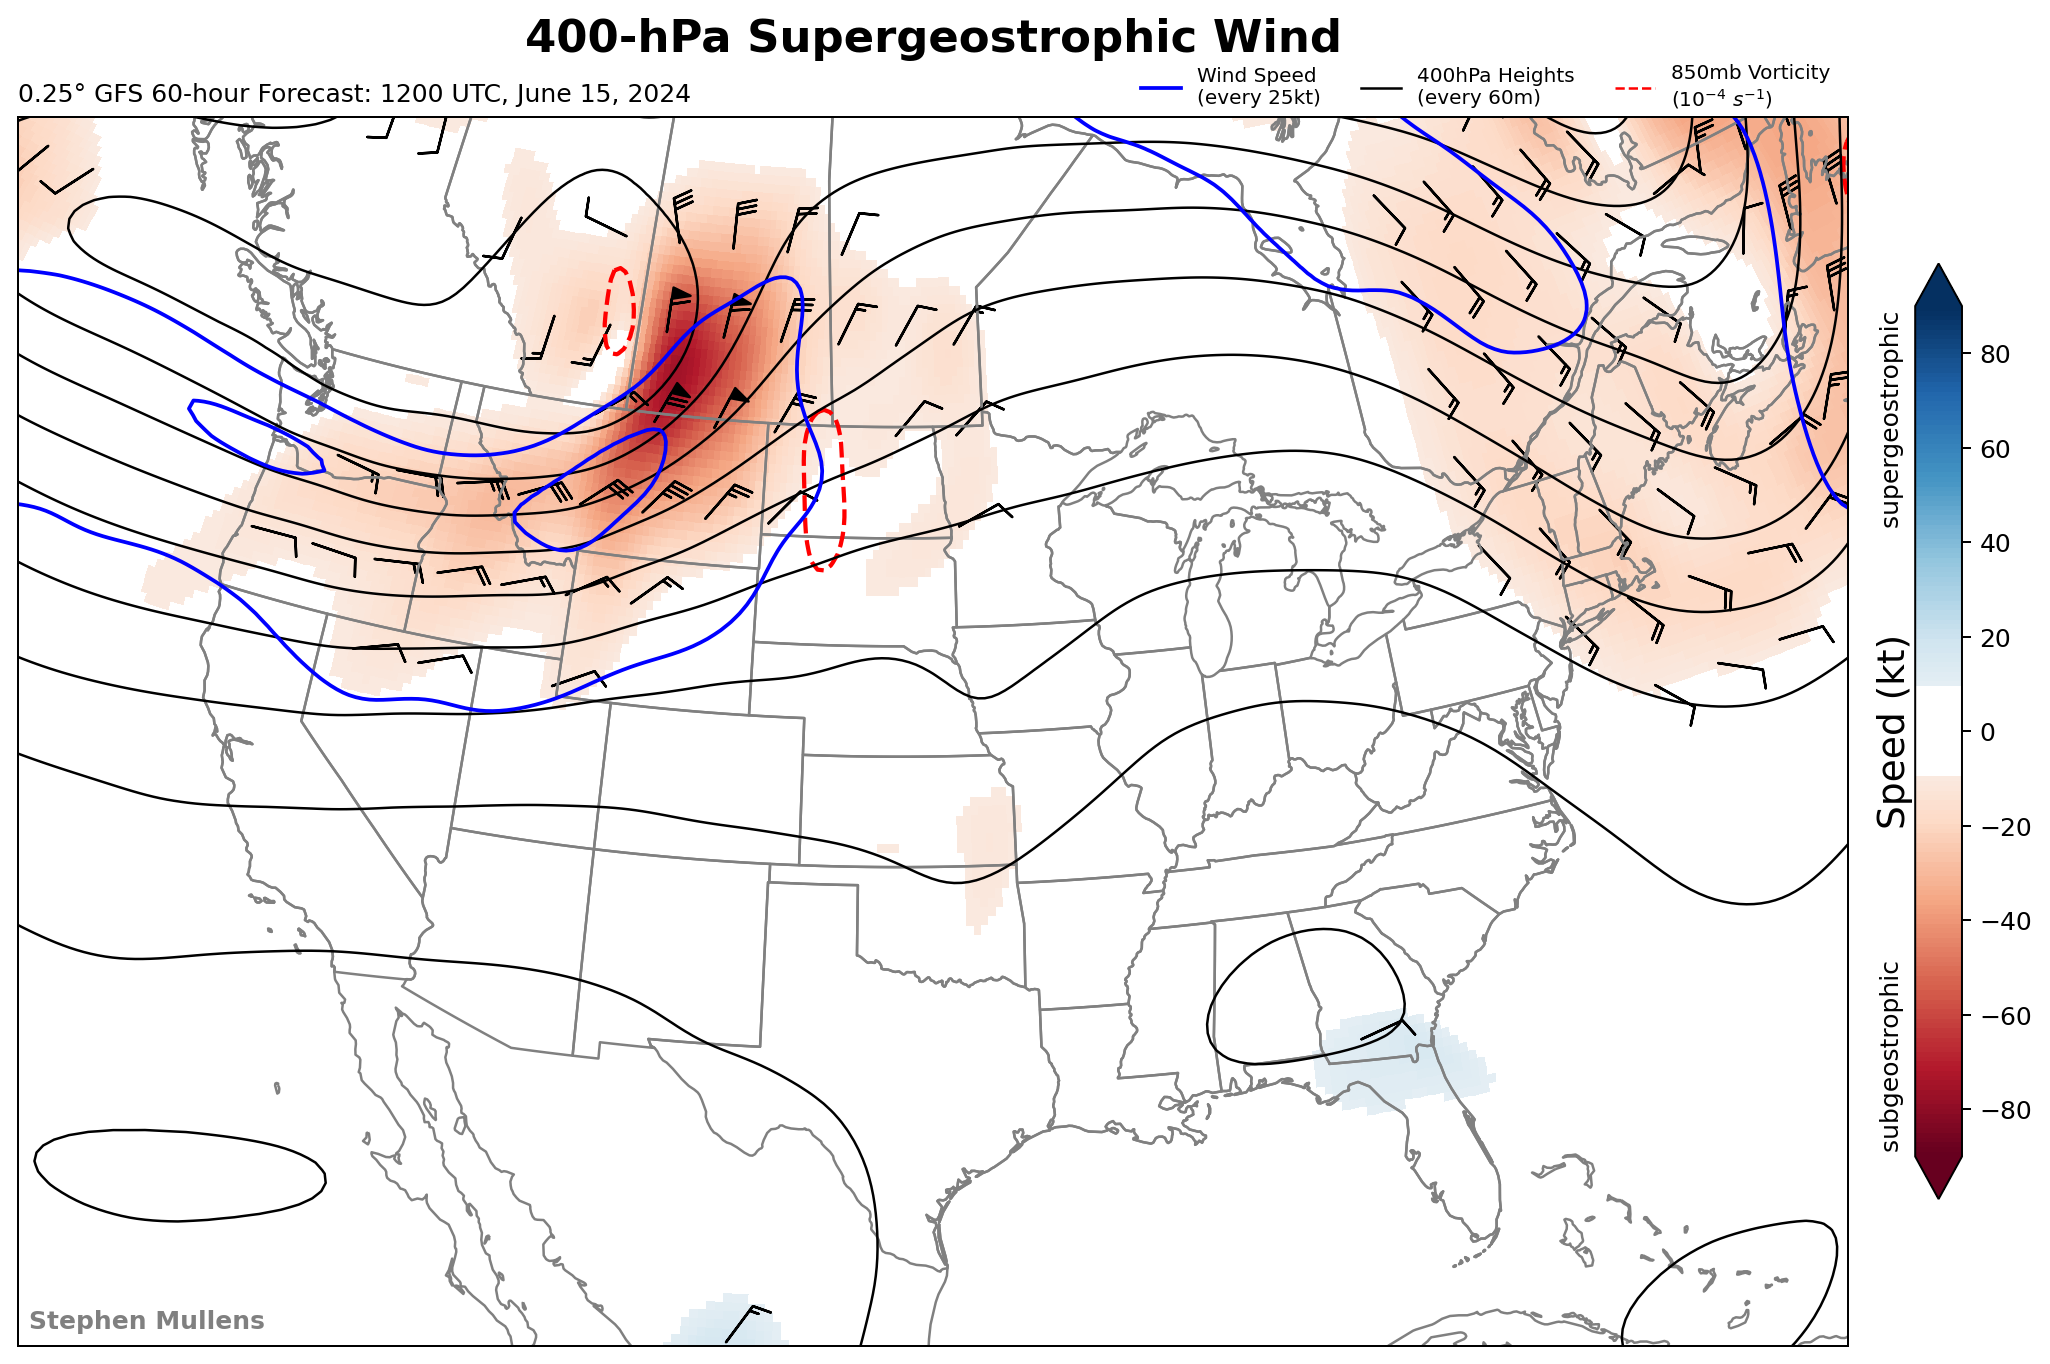 400-hPa Supergeostrophic Wind
0.25° GFS 60-hour Forecast: 1200 UTC, June 15, 2024
Wind Speed
(every 25kt)
400hPa Heights
(every 60m)
850mb Vorticity
(10⁻⁴ s⁻¹)
supergeostrophic
Speed (kt)
subgeostrophic
80
60
40
20
0
−20
−40
−60
−80
Stephen Mullens